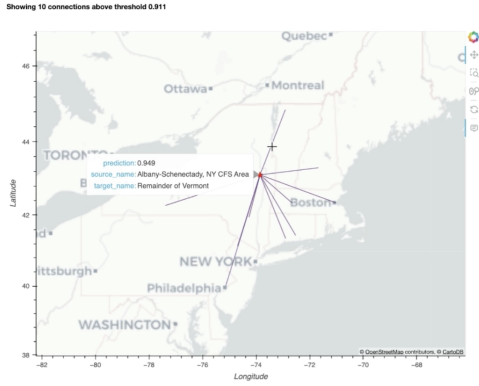 Showing 10 connections above threshold 0.911
Quebec
46
Ottawa
Montreal
44
TORONTO
prediction: 0.949
source_name: Albany-Schenectady, NY CFS Area
B
target_name: Remainder of Vermont
Latitude
42
Boston
d
NEW YORK
ittsburgh
40
Philadelphia
WASHINGTON
© OpenStreetMap contributors, © CartoDB
38
−82
−80
−78
−76
−74
−72
−70
−68
Longitude